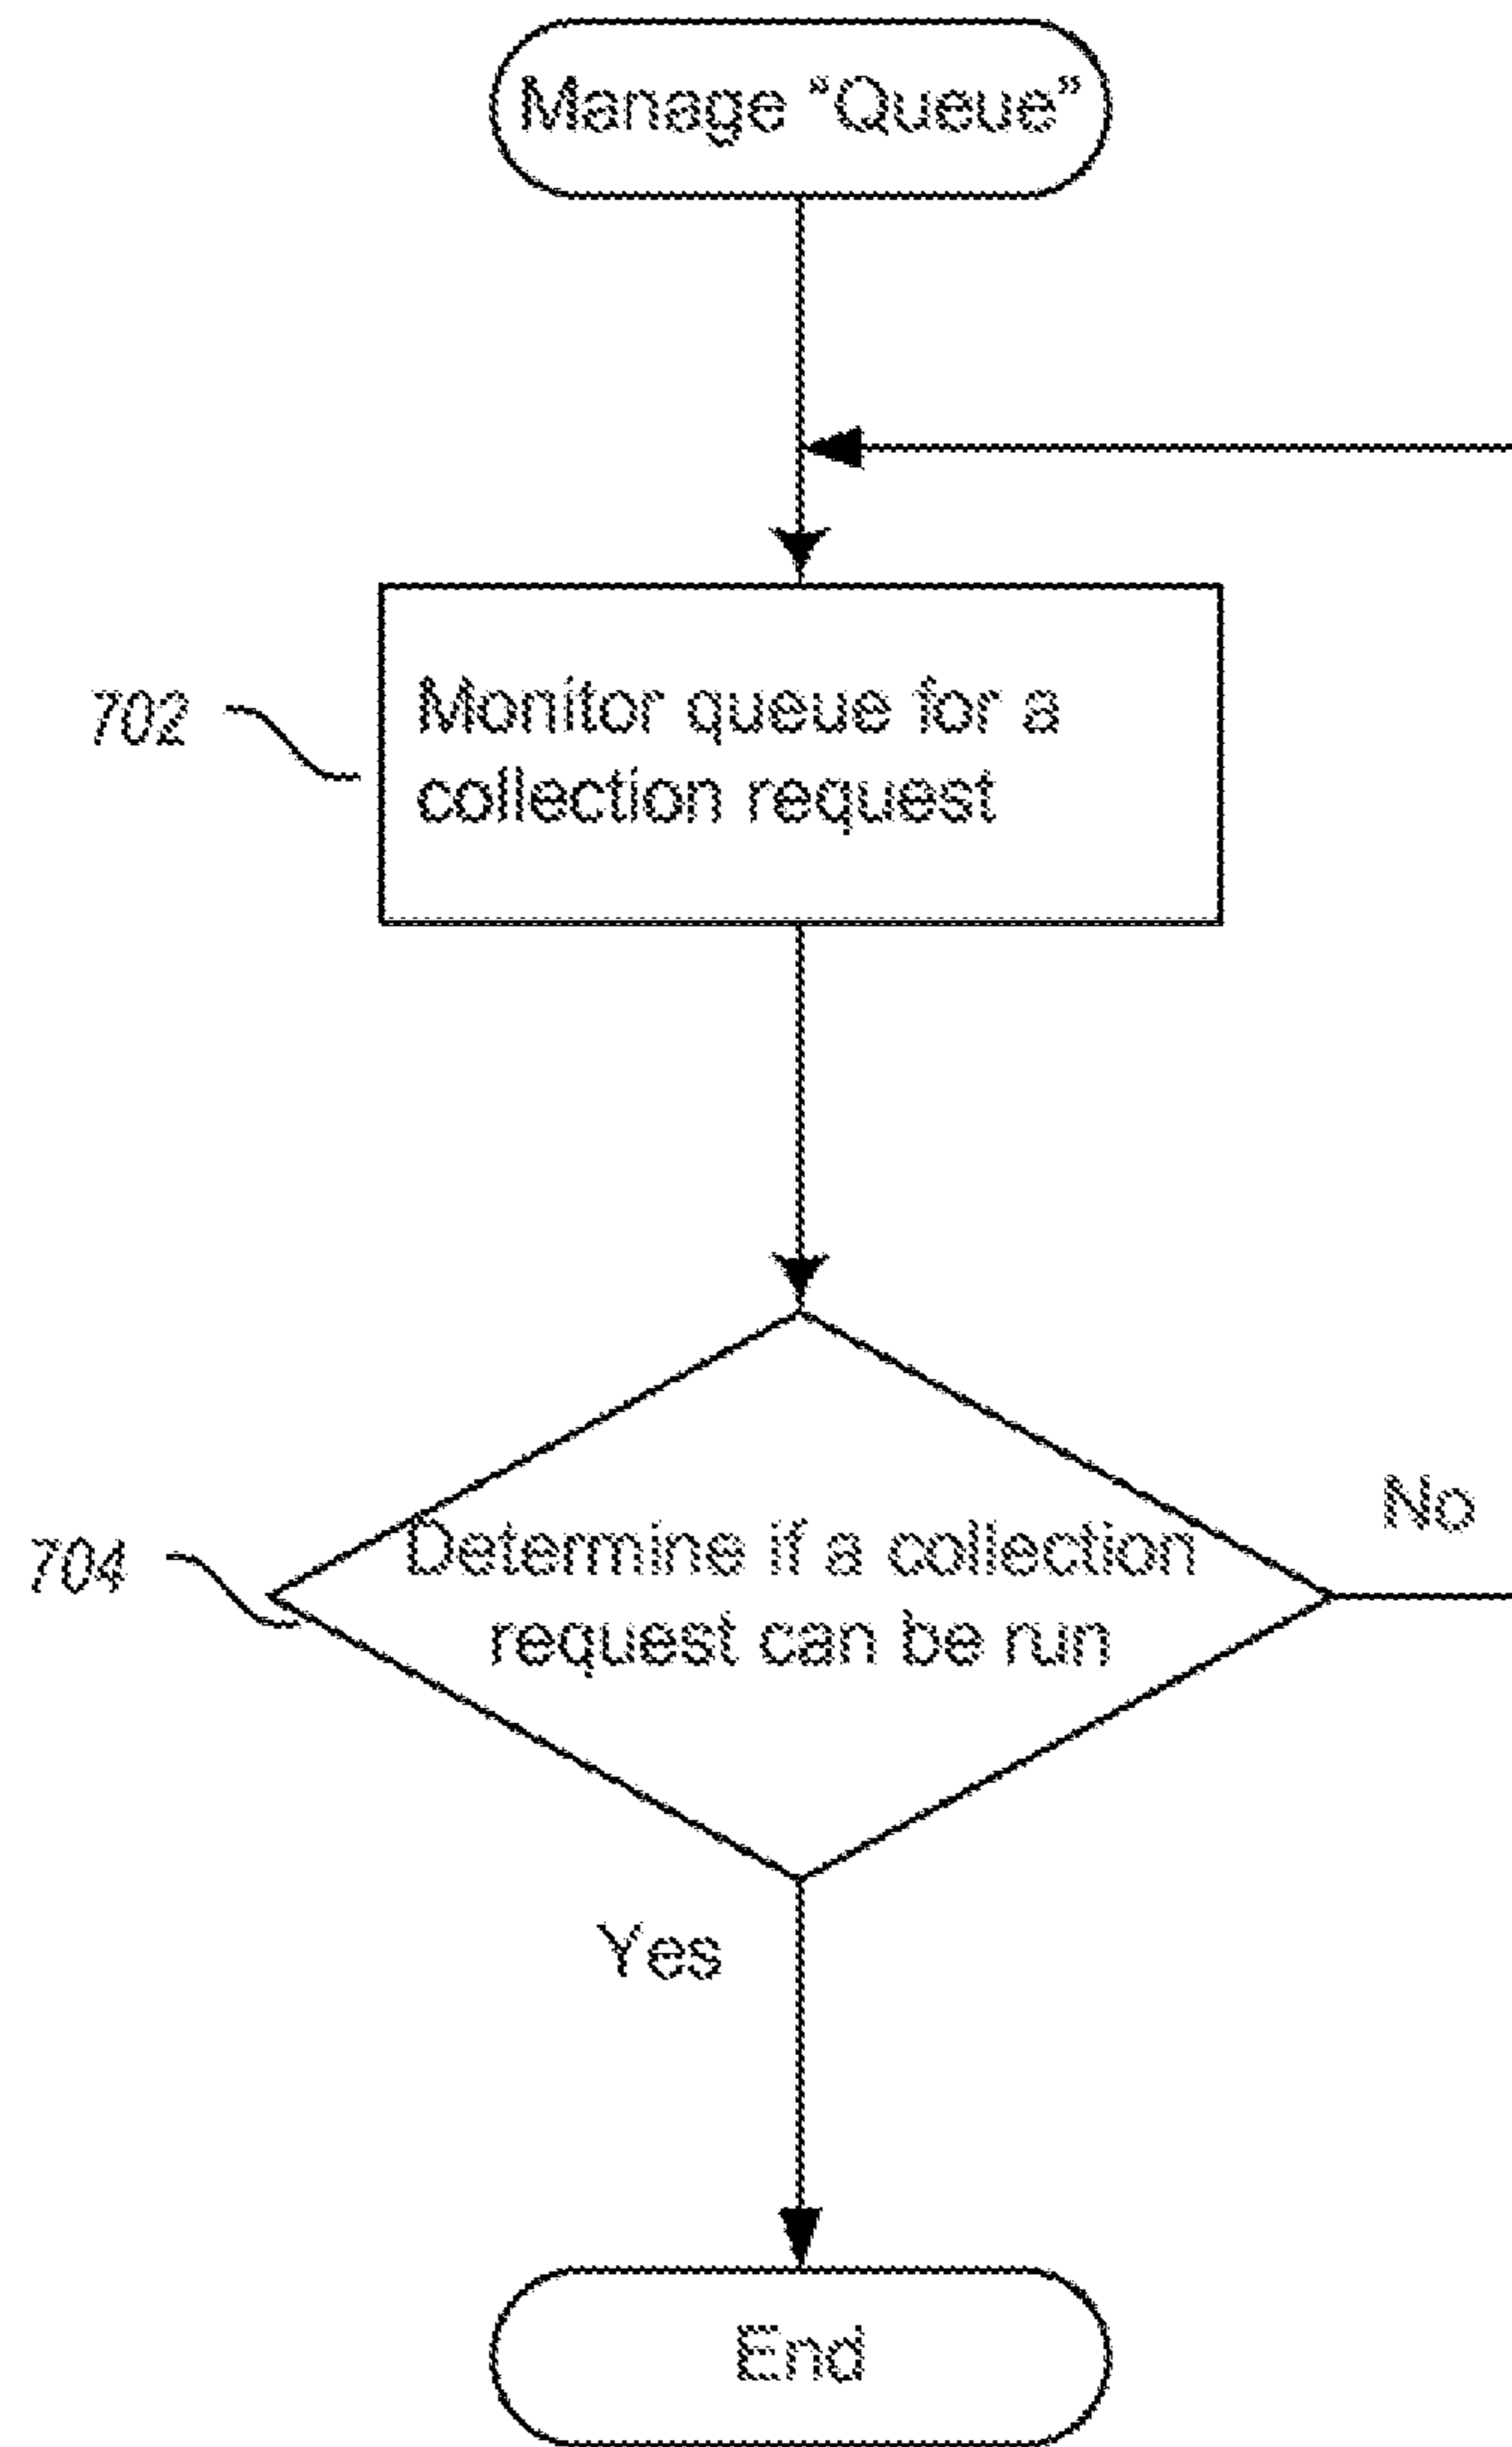 Manage “Queue”
702
Monitor queue for a
collection request
704
Determine if a collection
request can be run
No
Yes
End